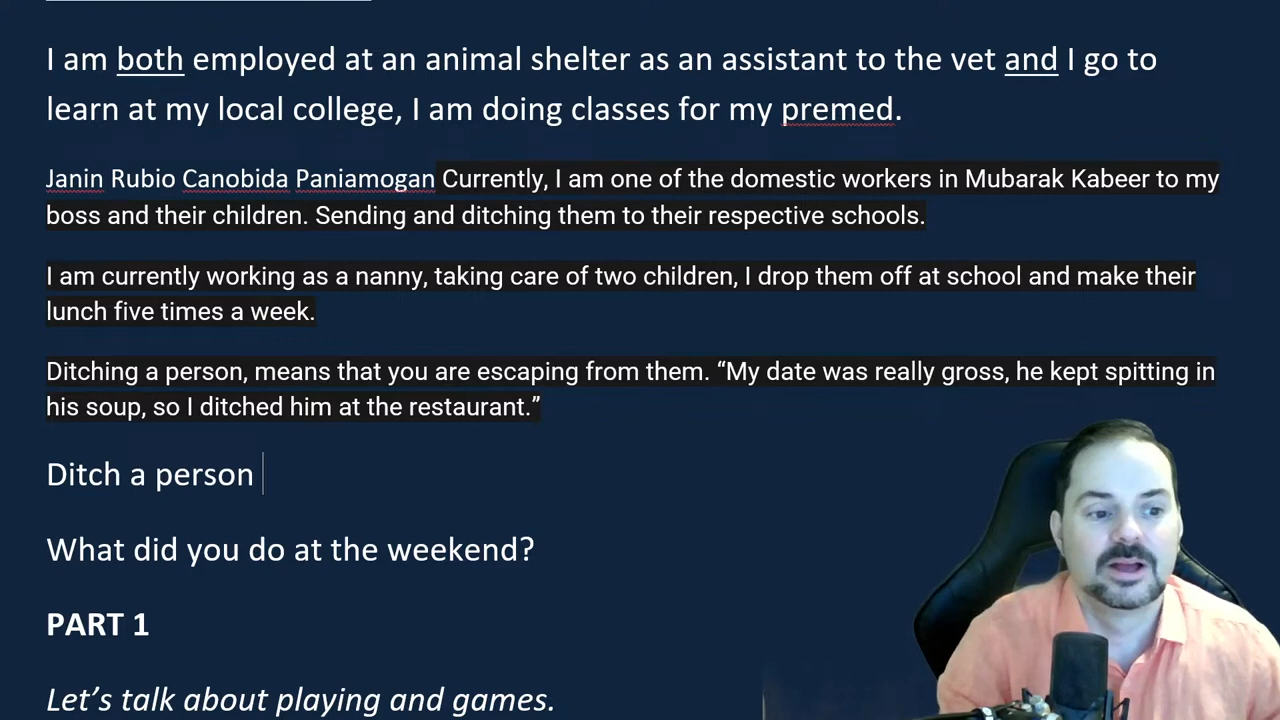 I am both employed at an animal shelter as an assistant to the vet and I go to
learn at my local college, I am doing classes for my premed.
Janin Rubio Canobida Paniamogan Currently, I am one of the domestic workers in Mubarak Kabeer to my
boss and their children. Sending and ditching them to their respective schools.
I am currently working as a nanny, taking care of two children, I drop them off at school and make their
lunch five times a week.
Ditching a person, means that you are escaping from them. “My date was really gross, he kept spitting in
his soup, so I ditched him at the restaurant.”
Ditch a person
What did you do at the weekend?
PART 1
Let’s talk about playing and games.